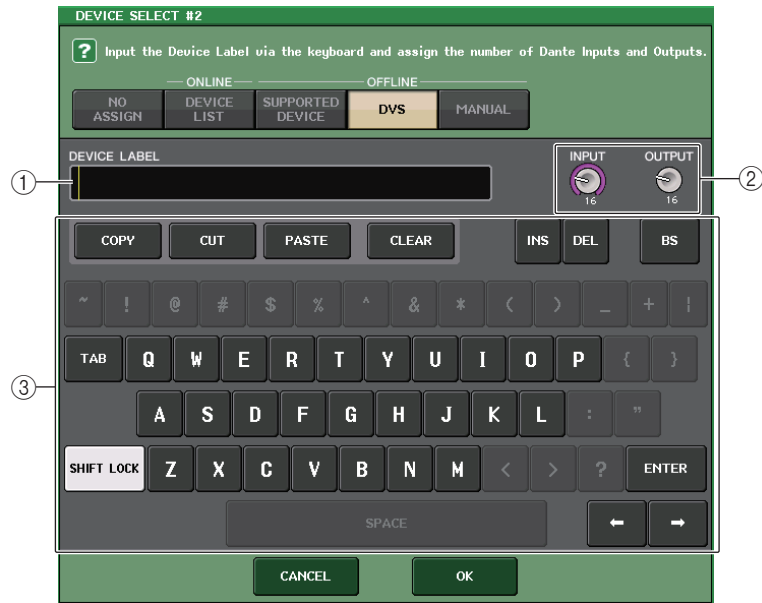 DEVICE SELECT #2
? Input the Device Label via the keyboard and assign the number of Dante Inputs and Outputs.
ONLINE OFFLINE
NO ASSIGN DEVICE LIST SUPPORTED DEVICE DVS MANUAL
DEVICE LABEL INPUT OUTPUT
① ②
16 16
COPY CUT PASTE CLEAR INS DEL BS
~ ! @ # $ % ^ & * ( ) _ + ¦
TAB Q W E R T Y U I O P { }
③
A S D F G H J K L : "
SHIFT LOCK Z X C V B N M < > ? ENTER
SPACE ← →
CANCEL OK